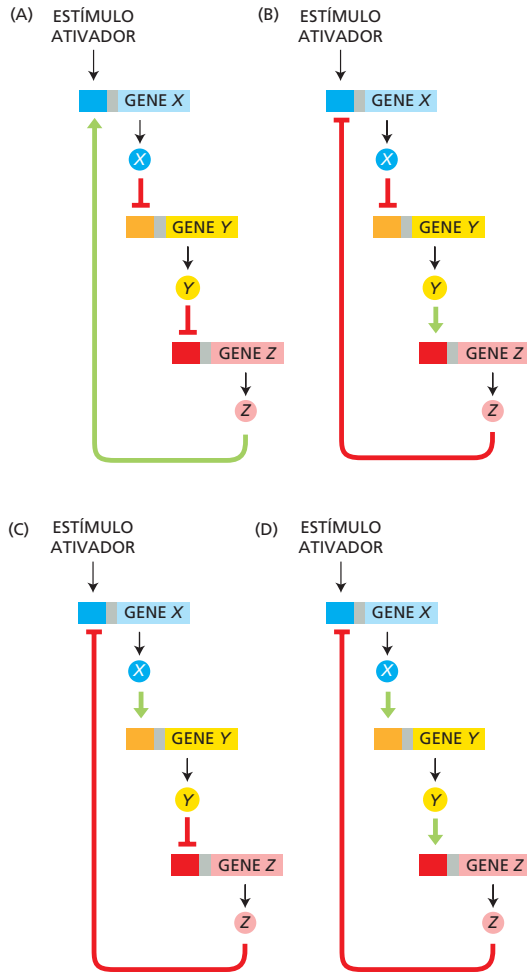 (A)
ESTÍMULO
ATIVADOR
GENE X
X
GENE Y
Y
GENE Z
Z
(B)
ESTÍMULO
ATIVADOR
GENE X
X
GENE Y
Y
GENE Z
Z
(C)
ESTÍMULO
ATIVADOR
GENE X
X
GENE Y
Y
GENE Z
Z
(D)
ESTÍMULO
ATIVADOR
GENE X
X
GENE Y
Y
GENE Z
Z